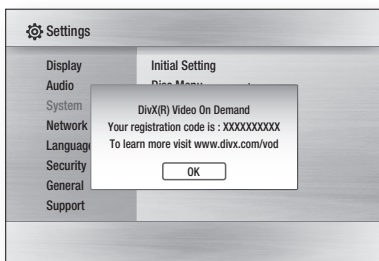 Settings
Display
Initial Setting
Audio
System
DivX(R) Video On Demand
Network
Your registration code is : XXXXXXXXXX
To learn more visit www.divx.com/vod
Security
OK
General
Support